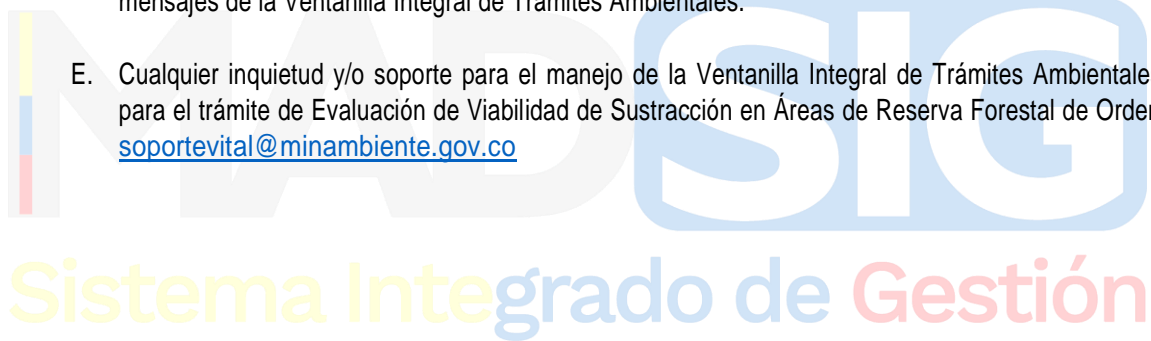 mensajes de la Ventanilla Integral de Trámites Ambientales.
E. Cualquier inquietud y/o soporte para el manejo de la Ventanilla Integral de Trámites Ambientale
para el trámite de Evaluación de Viabilidad de Sustracción en Áreas de Reserva Forestal de Orde
soportevital@minambiente.gov.co
MADSIG
Sistema Integrado de Gestión